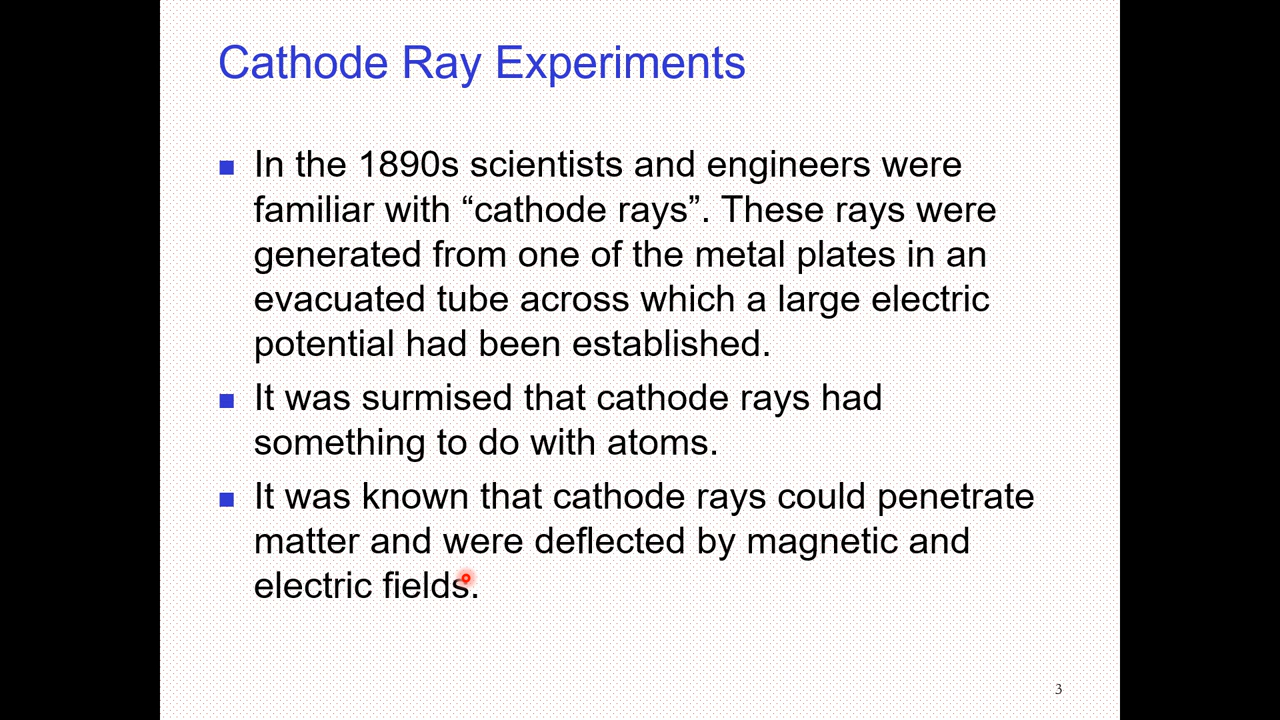 Cathode Ray Experiments
In the 1890s scientists and engineers were
familiar with “cathode rays”. These rays were
generated from one of the metal plates in an
evacuated tube across which a large electric
potential had been established.
It was surmised that cathode rays had
something to do with atoms.
It was known that cathode rays could penetrate
matter and were deflected by magnetic and
electric fields.
3